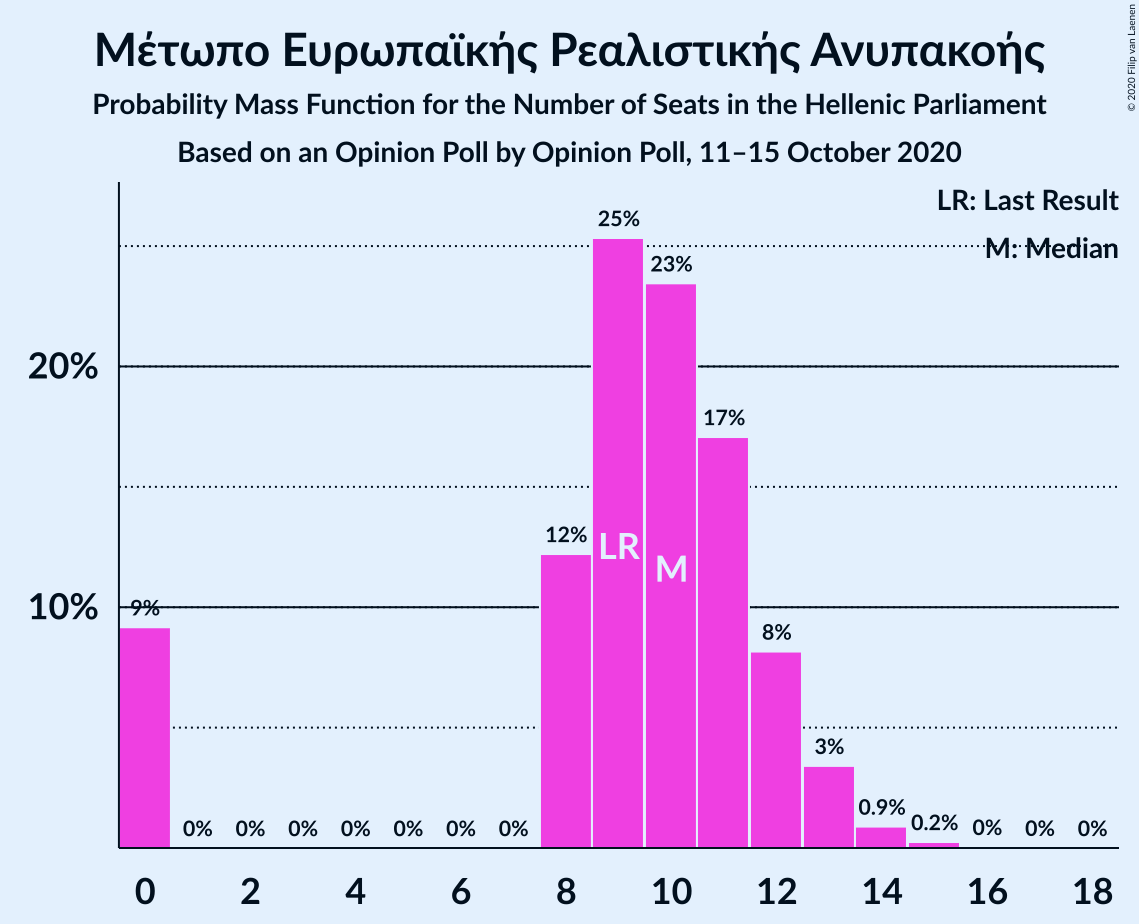 Μέτωπο Ευρωπαϊκής Ρεαλιστικής Ανυπακοής
Probability Mass Function for the Number of Seats in the Hellenic Parliament
Based on an Opinion Poll by Opinion Poll, 11–15 October 2020
© 2020 Filip van Laenen
LR: Last Result
M: Median
25%
23%
20%
17%
12%
LR
M
10%
9%
8%
3%
0.9%
0.2%
0% 0% 0% 0% 0% 0% 0% 0% 0% 0%
0 2 4 6 8 10 12 14 16 18